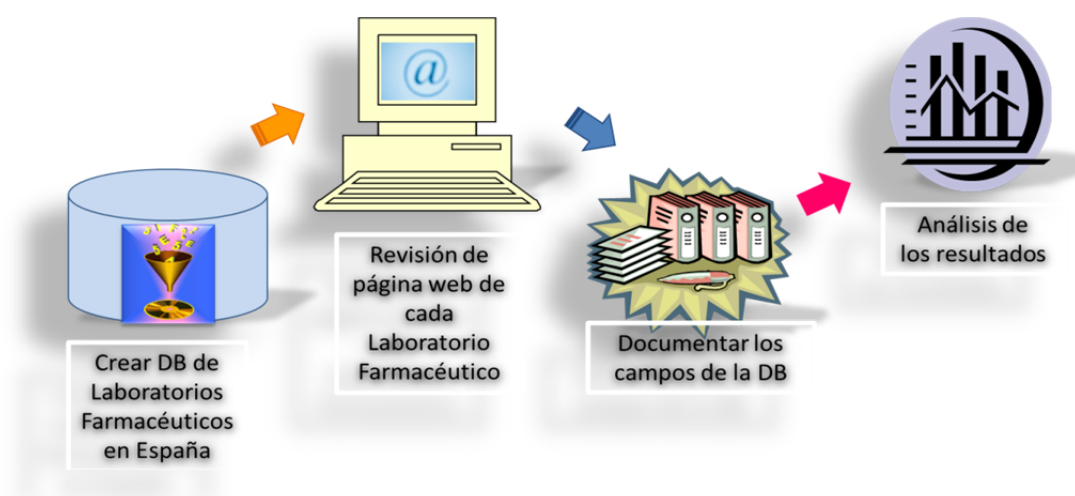 Crear DB de
Laboratorios
Farmacéuticos
en España
@
Revisión de
página web de
cada
Laboratorio
Farmacéutico
Documentar los
campos de la DB
Análisis de
los resultados